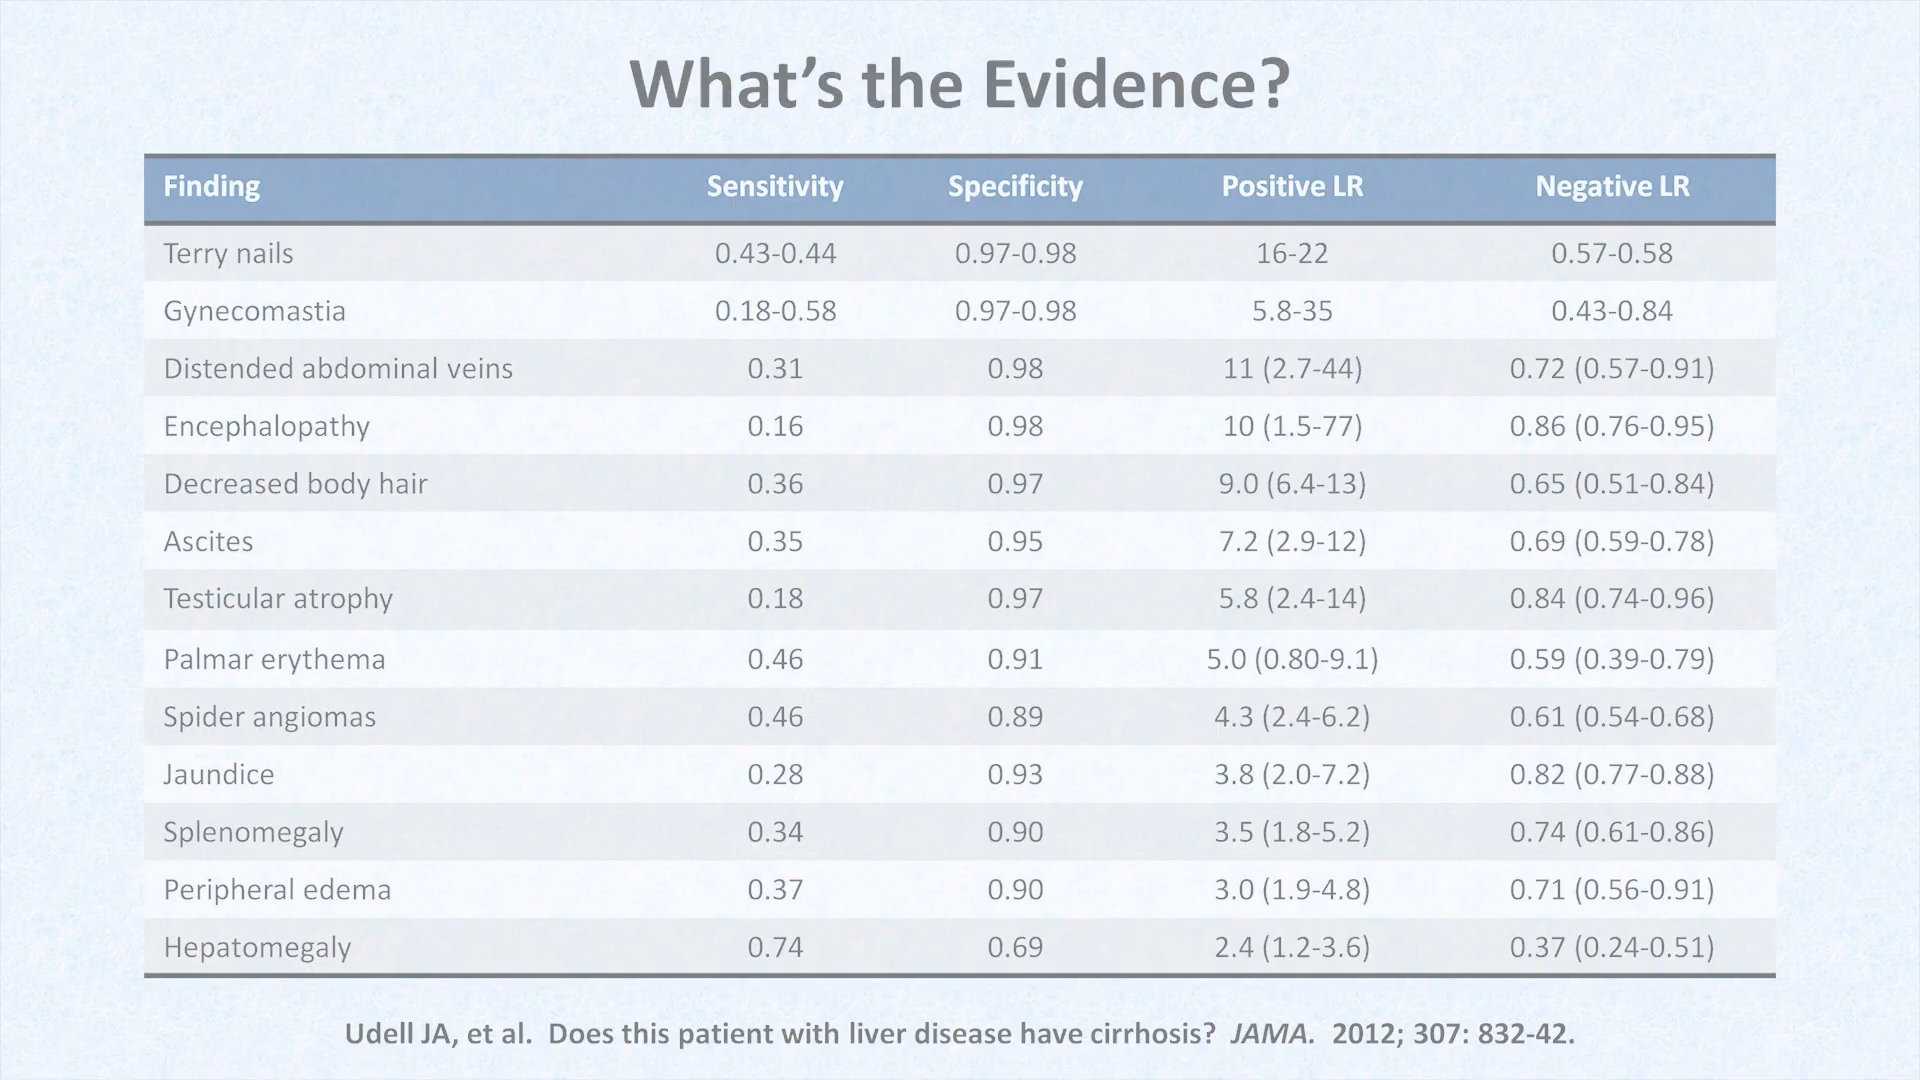 What’s the Evidence?
Finding Sensitivity Specificity Positive LR Negative LR
Terry nails 0.43-0.44 0.97-0.98 16-22 0.57-0.58
Gynecomastia 0.18-0.58 0.97-0.98 5.8-35 0.43-0.84
Distended abdominal veins 0.31 0.98 11 (2.7-44) 0.72 (0.57-0.91)
Encephalopathy 0.16 0.98 10 (1.5-77) 0.86 (0.76-0.95)
Decreased body hair 0.36 0.97 9.0 (6.4-13) 0.65 (0.51-0.84)
Ascites 0.35 0.95 7.2 (2.9-12) 0.69 (0.59-0.78)
Testicular atrophy 0.18 0.97 5.8 (2.4-14) 0.84 (0.74-0.96)
Palmar erythema 0.46 0.91 5.0 (0.80-9.1) 0.59 (0.39-0.79)
Spider angiomas 0.46 0.89 4.3 (2.4-6.2) 0.61 (0.54-0.68)
Jaundice 0.28 0.93 3.8 (2.0-7.2) 0.82 (0.77-0.88)
Splenomegaly 0.34 0.90 3.5 (1.8-5.2) 0.74 (0.61-0.86)
Peripheral edema 0.37 0.90 3.0 (1.9-4.8) 0.71 (0.56-0.91)
Hepatomegaly 0.74 0.69 2.4 (1.2-3.6) 0.37 (0.24-0.51)
Udell JA, et al.  Does this patient with liver disease have cirrhosis?  JAMA.  2012; 307: 832-42.